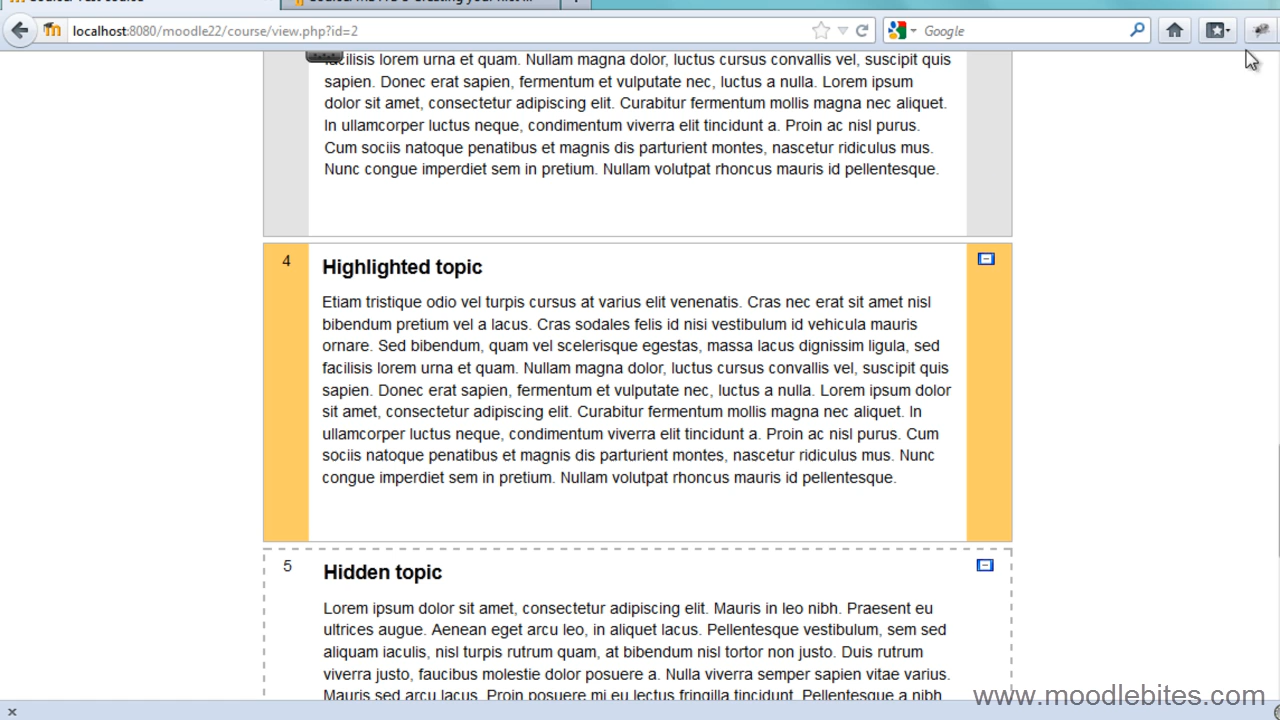 localhost:8080/moodle22/course/view.php?id=2
Google
facilisis lorem urna et quam. Nullam magna dolor, luctus cursus convallis vel, suscipit quis
sapien. Donec erat sapien, fermentum et vulputate nec, luctus a nulla. Lorem ipsum
dolor sit amet, consectetur adipiscing elit. Curabitur fermentum mollis magna nec aliquet.
In ullamcorper luctus neque, condimentum viverra elit tincidunt a. Proin ac nisl purus.
Cum sociis natoque penatibus et magnis dis parturient montes, nascetur ridiculus mus.
Nunc congue imperdiet sem in pretium. Nullam volutpat rhoncus mauris id pellentesque.
4
Highlighted topic
Etiam tristique odio vel turpis cursus at varius elit venenatis. Cras nec erat sit amet nisl
bibendum pretium vel a lacus. Cras sodales felis id nisi vestibulum id vehicula mauris
ornare. Sed bibendum, quam vel scelerisque egestas, massa lacus dignissim ligula, sed
facilisis lorem urna et quam. Nullam magna dolor, luctus cursus convallis vel, suscipit quis
sapien. Donec erat sapien, fermentum et vulputate nec, luctus a nulla. Lorem ipsum dolor
sit amet, consectetur adipiscing elit. Curabitur fermentum mollis magna nec aliquet. In
ullamcorper luctus neque, condimentum viverra elit tincidunt a. Proin ac nisl purus. Cum
sociis natoque penatibus et magnis dis parturient montes, nascetur ridiculus mus. Nunc
congue imperdiet sem in pretium. Nullam volutpat rhoncus mauris id pellentesque.
5
Hidden topic
Lorem ipsum dolor sit amet, consectetur adipiscing elit. Mauris in leo nibh. Praesent eu
ultrices augue. Aenean eget arcu leo, in aliquet lacus. Pellentesque vestibulum, sem sed
aliquam iaculis, nisl turpis rutrum quam, at bibendum nisl tortor non justo. Duis rutrum
viverra justo, faucibus molestie dolor posuere a. Nulla viverra semper sapien vitae varius.
Mauris sed arcu lacus. Proin posuere mi eu lectus fringilla tincidunt. Pellentesque a nibh
www.moodlebites.com